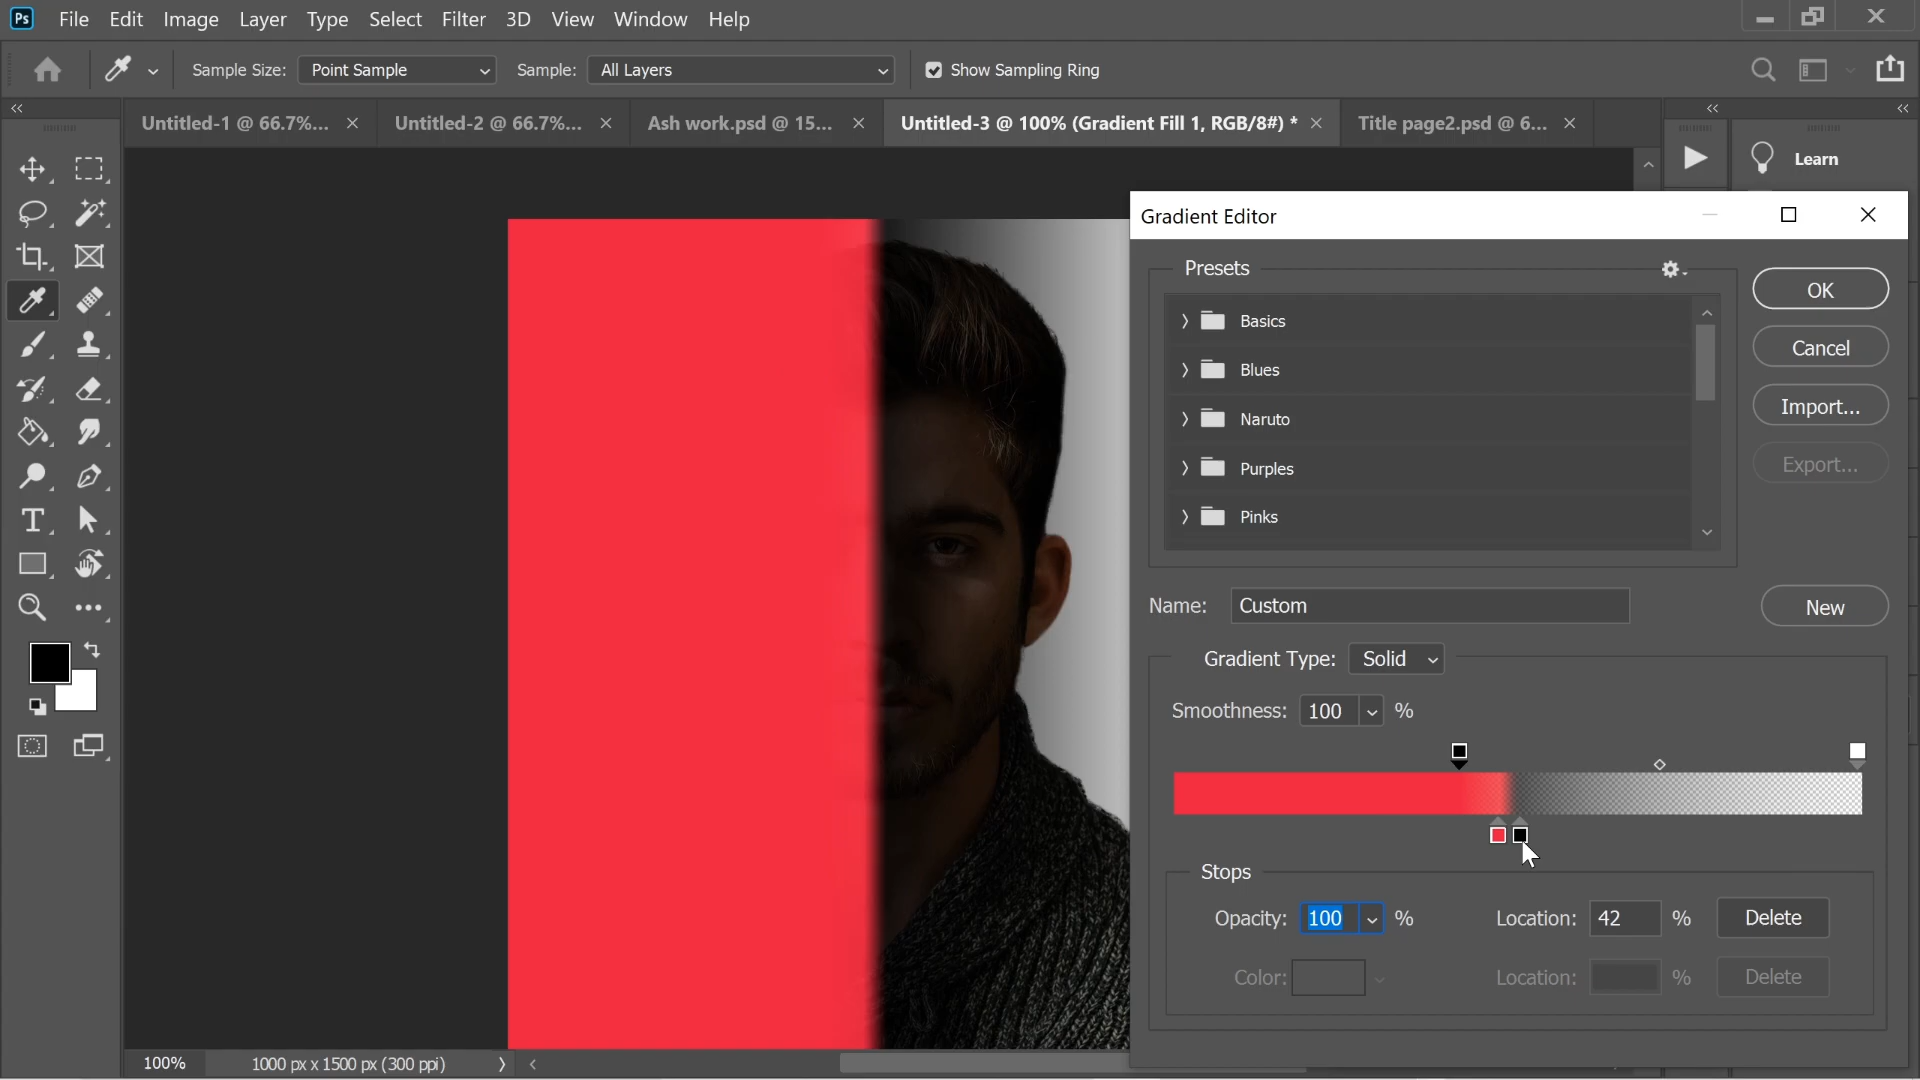 Ps File Edit Image Layer Type Select Filter 3D View Window Help
Sample Size: Point Sample Sample: All Layers Show Sampling Ring
Untitled-1 @ 66.7%... Untitled-2 @ 66.7%... Ash work.psd @ 15... Untitled-3 @ 100% (Gradient Fill 1, RGB/8#) * Title page2.psd @ 6...
Learn
Gradient Editor
Presets
Basics
Blues
Naruto
Purples
Pinks
OK
Cancel
Import...
Export...
Name: Custom New
Gradient Type: Solid
Smoothness: 100 %
Stops
Opacity: 100 % Location: 42 % Delete
Color: Location: % Delete
100% 1000 px x 1500 px (300 ppi)